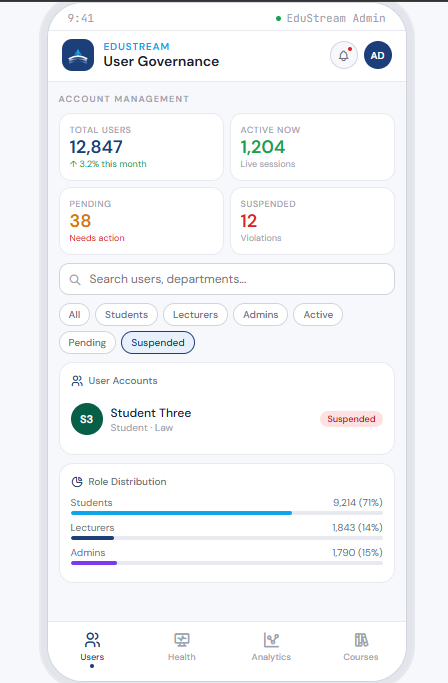 9:41 EduStream Admin
EDUSTREAM
User Governance
AD
ACCOUNT MANAGEMENT
TOTAL USERS
12,847
↑ 3.2% this month
ACTIVE NOW
1,204
Live sessions
PENDING
38
Needs action
SUSPENDED
12
Violations
Search users, departments...
All Students Lecturers Admins Active
Pending Suspended
User Accounts
S3
Student Three
Student · Law
Suspended
Role Distribution
Students 9,214 (71%)
Lecturers 1,843 (14%)
Admins 1,790 (15%)
Users Health Analytics Courses